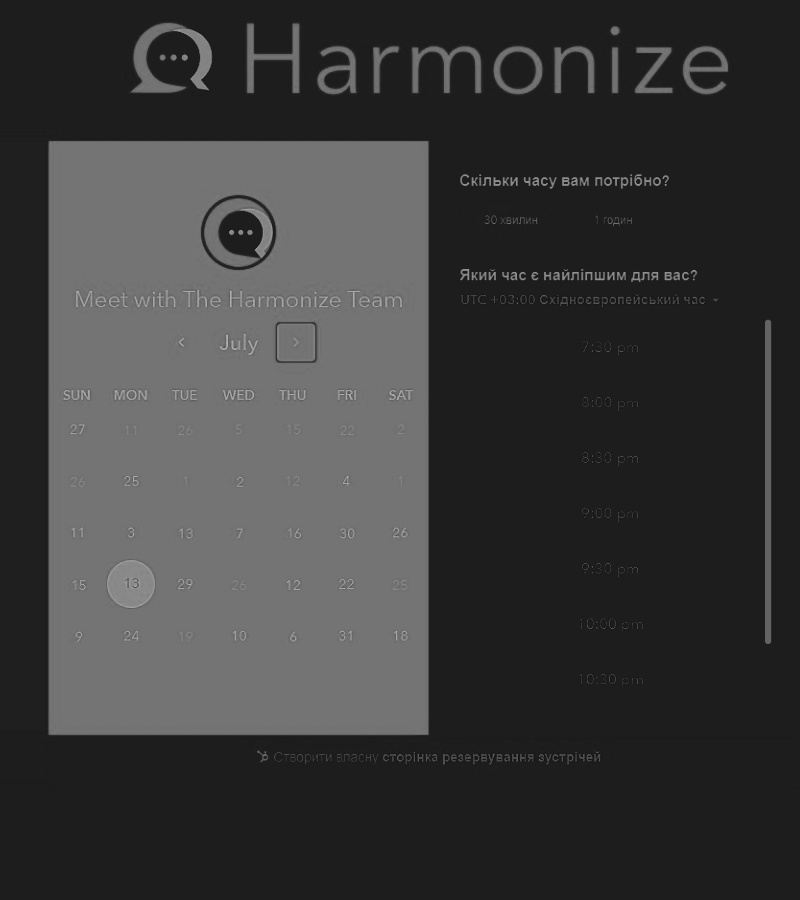 Harmonize
Meet with The Harmonize Team
July
SUN MON TUE WED THU FRI SAT
27 11 26 5 15 22 2
26 25 1 2 12 4 1
11 3 13 7 16 30 26
15 13 29 26 12 22 25
9 24 19 10 6 31 18
Скільки часу вам потрібно?
30 хвилин 1 годин
Який час є найліпшим для вас?
UTC +03:00 Східноєвропейський час
7:30 pm
8:00 pm
8:30 pm
9:00 pm
9:30 pm
10:00 pm
10:30 pm
Створити власну сторінка резервування зустрічей